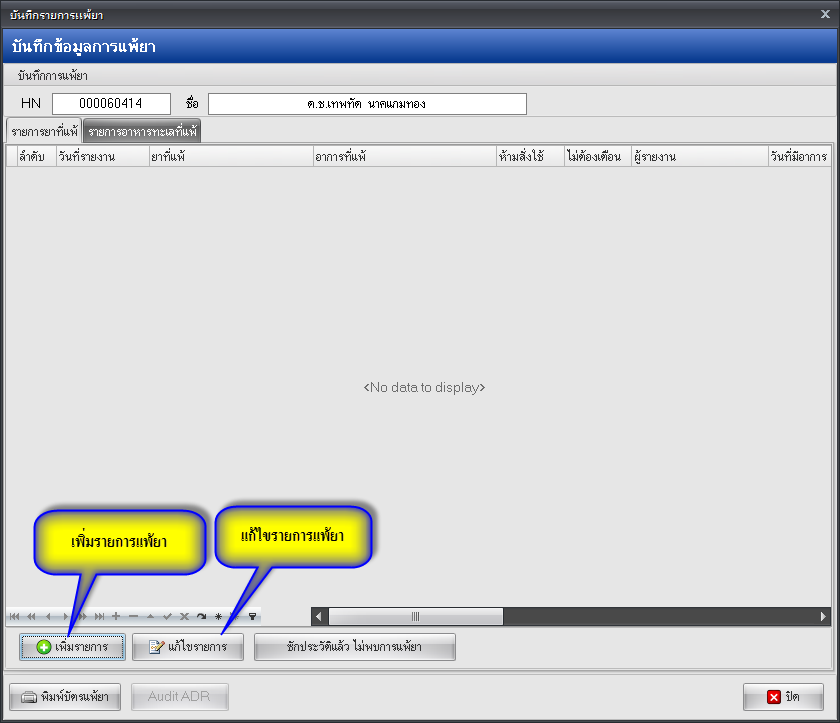 บันทึกรายการแพ้ยา
บันทึกข้อมูลการแพ้ยา
บันทึกการแพ้ยา
HN 000060414 ชื่อ ด.ช.เทพทัต นาคแกมทอง
รายการยาที่แพ้ รายการอาหารทะเลที่แพ้
ลำดับ วันที่รายงาน ยาที่แพ้ อาการที่แพ้ ห้ามสั่งใช้ ไม่ต้องเตือน ผู้รายงาน วันที่มีอาการ
<No data to display>
เพิ่มรายการแพ้ยา แก้ไขรายการแพ้ยา
เพิ่มรายการ แก้ไขรายการ ซักประวัติแล้ว ไม่พบการแพ้ยา
พิมพ์บัตรแพ้ยา Audit ADR ปิด